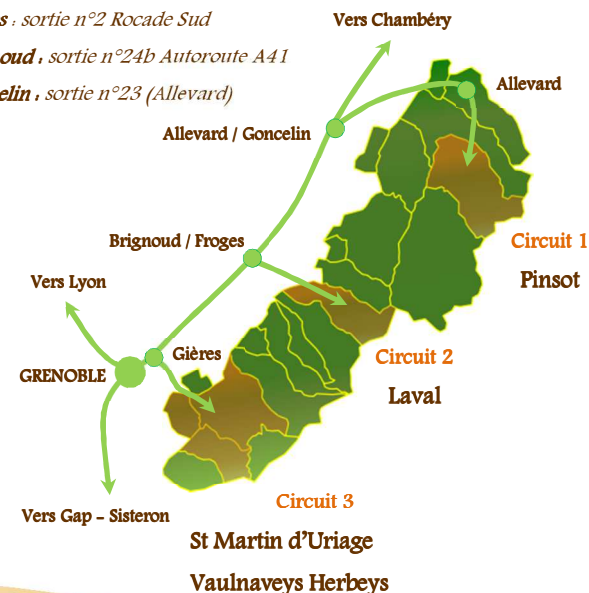 s : sortie n°2 Rocade Sud
oud : sortie n°24b Autoroute A41
elin : sortie n°23 (Allevard)
Vers Chambéry
Allevard
Allevard / Goncelin
Brignoud / Froges
Circuit 1
Pinsot
Vers Lyon
Gières
GRENOBLE
Circuit 2
Laval
Circuit 3
Vers Gap - Sisteron
St Martin d'Uriage
Vaulnaveys Herbeys